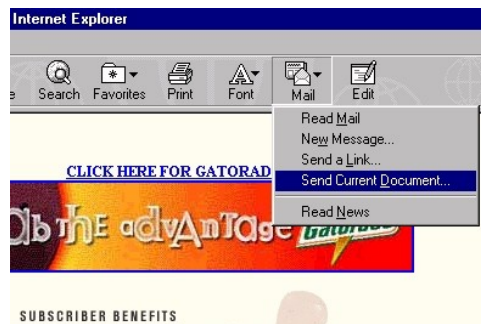 Internet Explorer
Search Favorites Print Font Mail Edit
Read Mail
New Message...
Send a Link...
Send Current Document...
Read News
CLICK HERE FOR GATORAD
ThE advAnTage
SUBSCRIBER BENEFITS